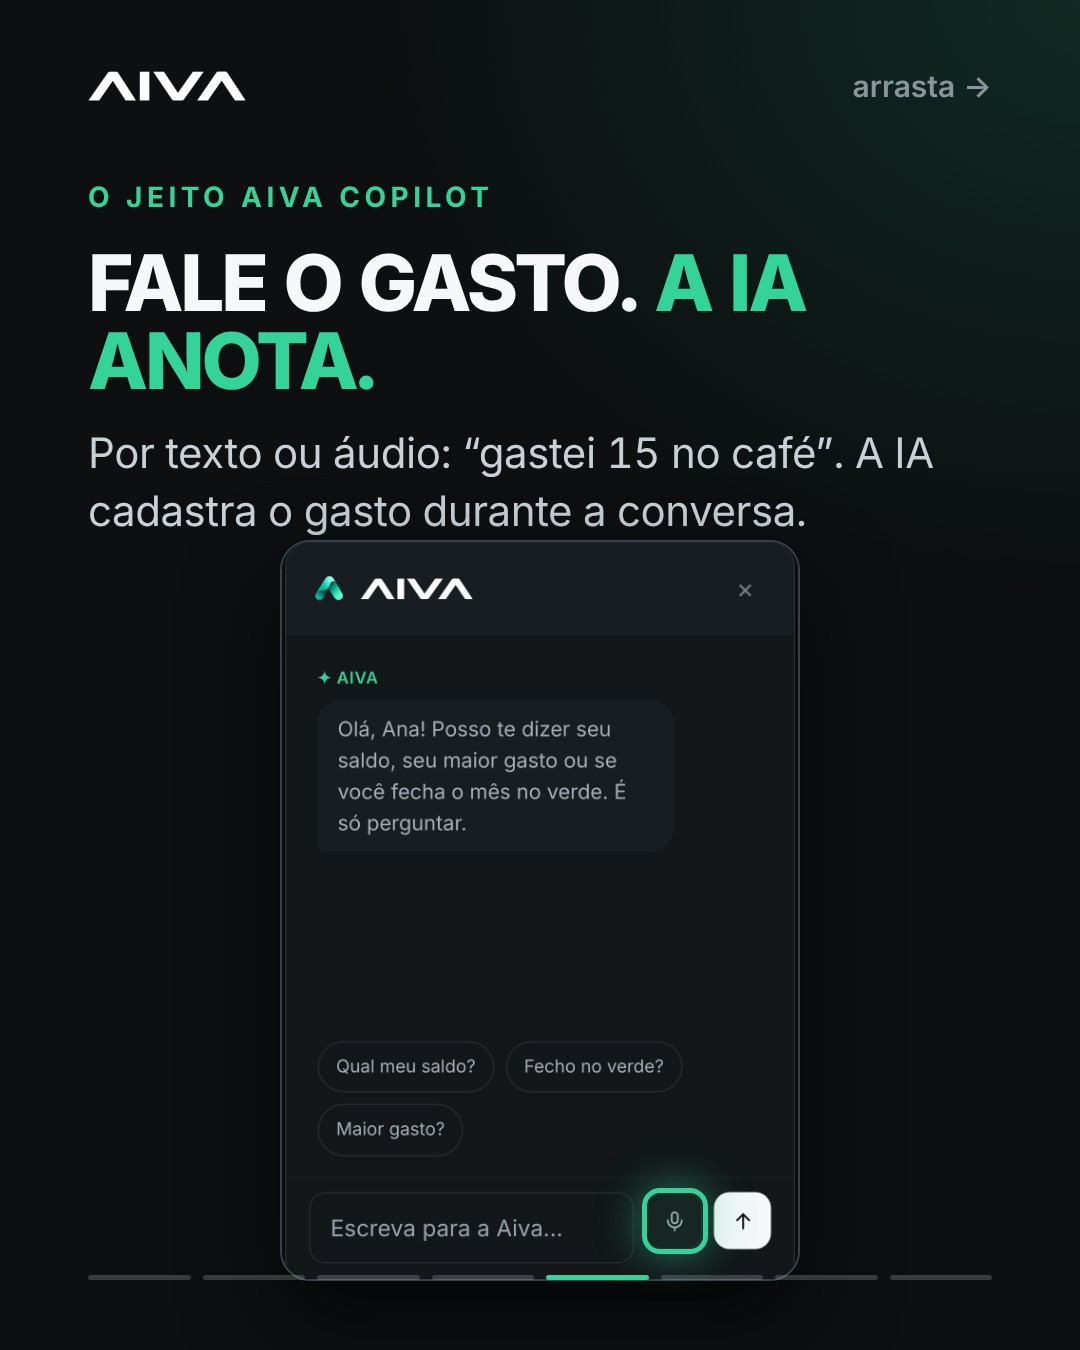 AIVA
arrasta →
O JEITO AIVA COPILOT
FALE O GASTO. A IA
ANOTA.
Por texto ou áudio: “gastei 15 no café”. A IA
cadastra o gasto durante a conversa.
AIVA
×
✦ AIVA
Olá, Ana! Posso te dizer seu
saldo, seu maior gasto ou se
você fecha o mês no verde. É
só perguntar.
Qual meu saldo?
Fecho no verde?
Maior gasto?
Escreva para a Aiva...